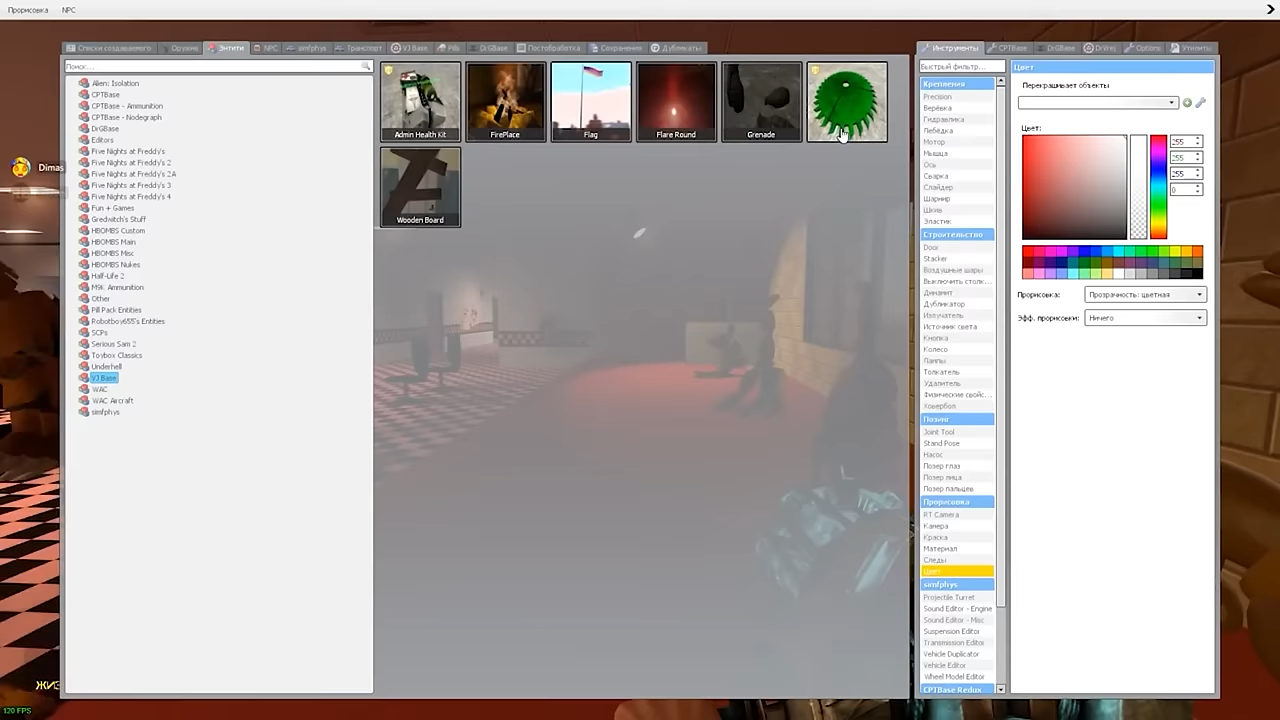 Прорисовка NPC
Списки создаваемого Оружие Энтити NPC simfphys Транспорт VJ Base Pills DrGBase Постобработка Сохранения Дубликаты
Поиск...
Alien: Isolation
CPTBase
CPTBase - Ammunition
CPTBase - Nodegraph
DrGBase
Editors
Five Nights at Freddy's
Five Nights at Freddy's 2
Five Nights at Freddy's 2A
Five Nights at Freddy's 3
Five Nights at Freddy's 4
Fun + Games
Gredwitch's Stuff
HBOMBS Custom
HBOMBS Main
HBOMBS Misc
HBOMBS Nukes
Half-Life 2
M9K Ammunition
Other
Pill Pack Entities
Robotboy655's Entities
SCPs
Serious Sam 2
Toybox Classics
Underhell
VJ Base
WAC
WAC Aircraft
simfphys
Admin Health Kit FirePlace Flag Flare Round Grenade
Wooden Board
Dimas
ЖИЗ
120 FPS
Инструменты CPTBase DrGBase DrVrej Options Утилиты
Быстрый фильтр...
Крепления
Precision
Верёвка
Гидравлика
Лебёдка
Мотор
Мышца
Ось
Сварка
Слайдер
Шарнир
Шкив
Эластик
Строительство
Door
Stacker
Воздушные шары
Выключить столк...
Динамит
Дубликатор
Излучатель
Источник света
Кнопка
Колесо
Лампы
Толкатель
Удалитель
Физические свойс...
Ховербол
Позинг
Joint Tool
Stand Pose
Насос
Позер глаз
Позер лица
Позер пальцев
Прорисовка
RT Camera
Камера
Краска
Материал
Следы
Цвет
simfphys
Projectile Turret
Sound Editor - Engine
Sound Editor - Misc
Suspension Editor
Transmission Editor
Vehicle Duplicator
Vehicle Editor
Wheel Model Editor
CPTBase Redux
Цвет
Перекрашивает объекты
Цвет:
255
255
255
0
Прорисовка: Прозрачность: цветная
Эфф. прорисовки: Ничего